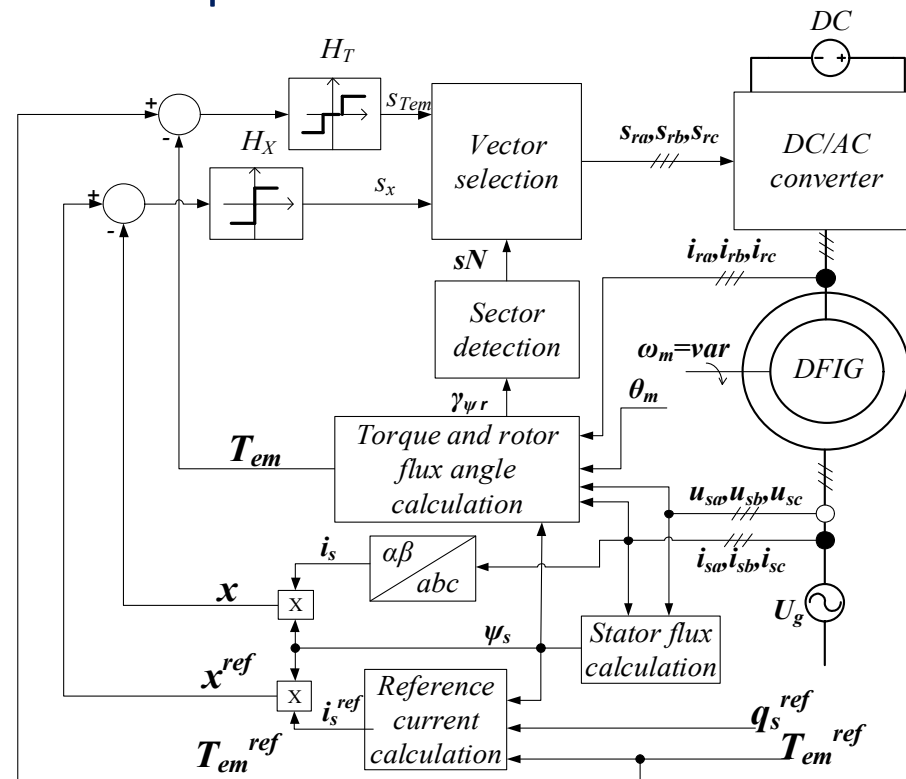 DC
- +
H_T
+
-
s_Tem
Vector
selection
s_ra,s_rb,s_rc
DC/AC
converter
H_X
+
-
s_x
sN
i_ra,i_rb,i_rc
Sector
detection
ω_m=var
DFIG
γ_ψr
θ_m
T_em
Torque and rotor
flux angle
calculation
u_sa,u_sb,u_sc
i_s
αβ
abc
i_sa,i_sb,i_sc
x
X
U_g
ψ_s
Stator flux
calculation
x^ref
X
i_s^ref
Reference
current
calculation
q_s^ref
T_em^ref
T_em^ref